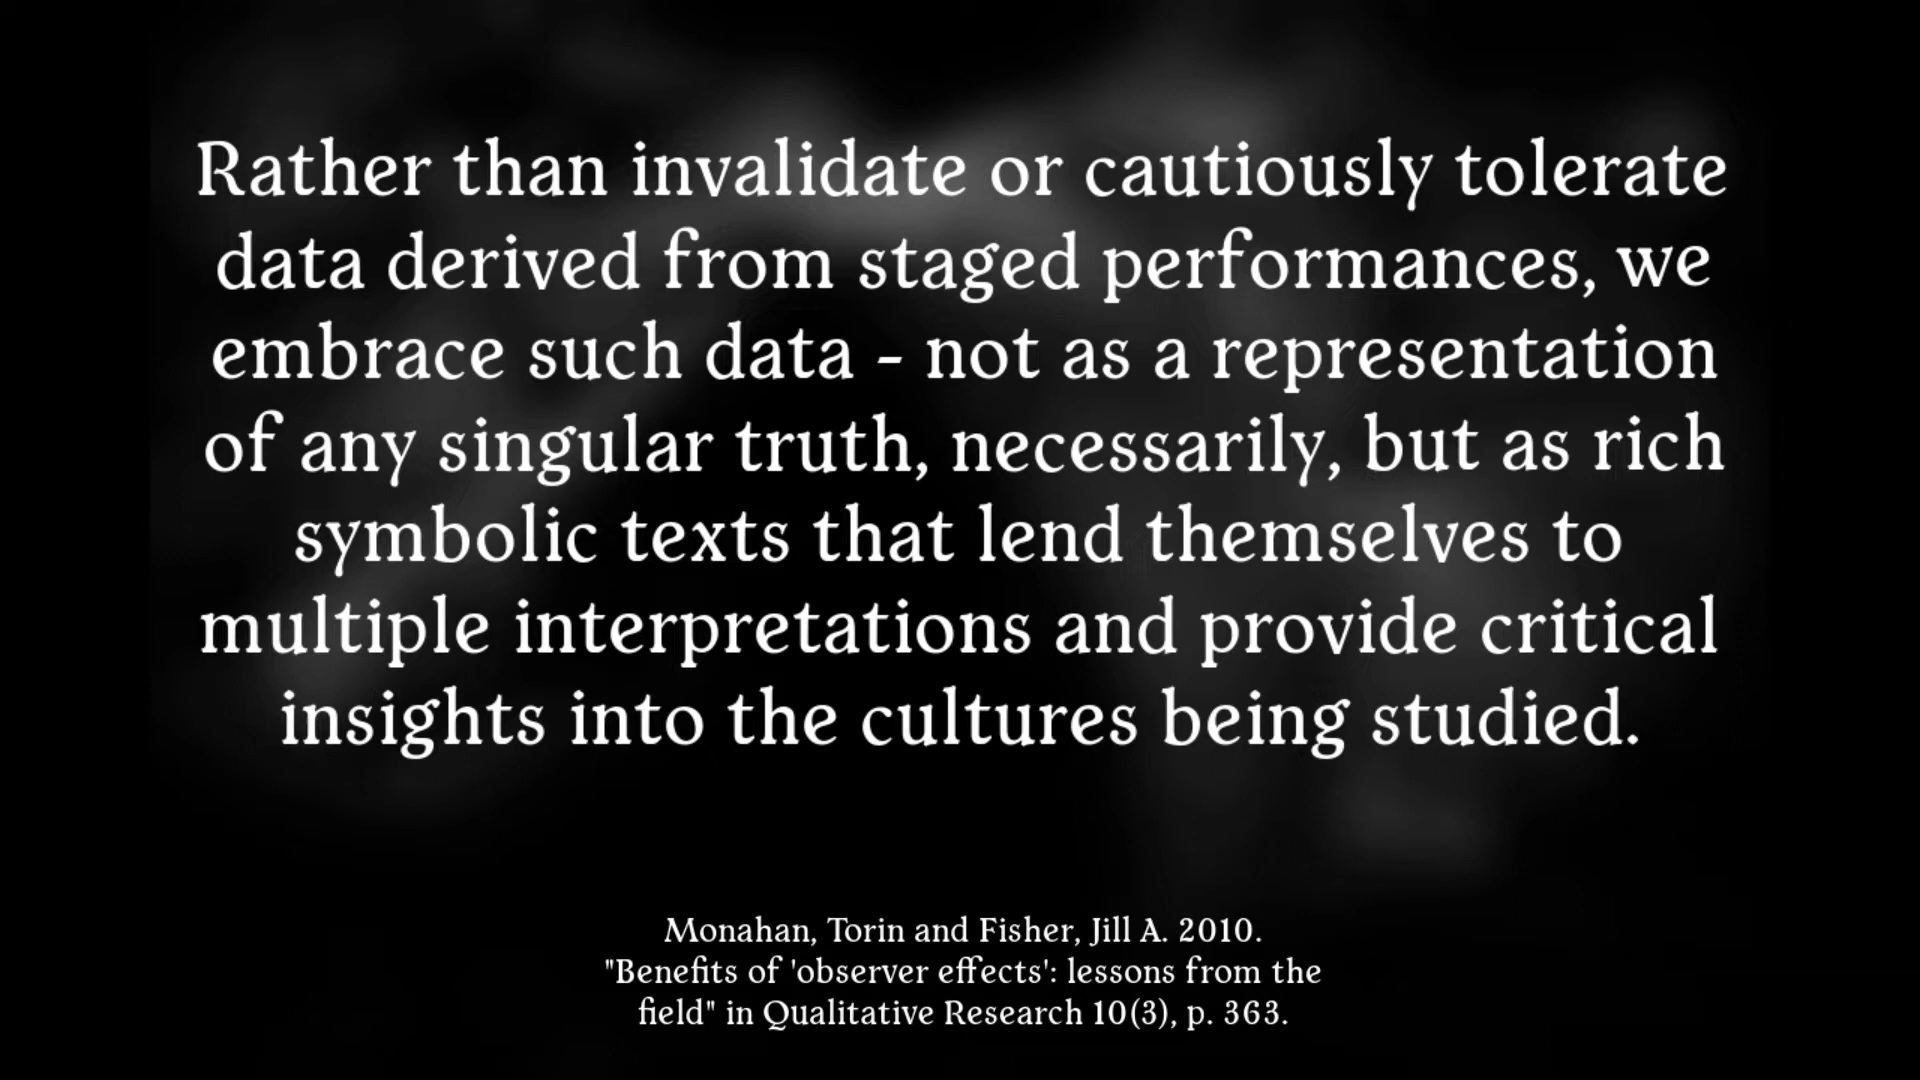 Rather than invalidate or cautiously tolerate
data derived from staged performances, we
embrace such data - not as a representation
of any singular truth, necessarily, but as rich
symbolic texts that lend themselves to
multiple interpretations and provide critical
insights into the cultures being studied.
Monahan, Torin and Fisher, Jill A. 2010.
"Benefits of 'observer effects': lessons from the
field" in Qualitative Research 10(3), p. 363.